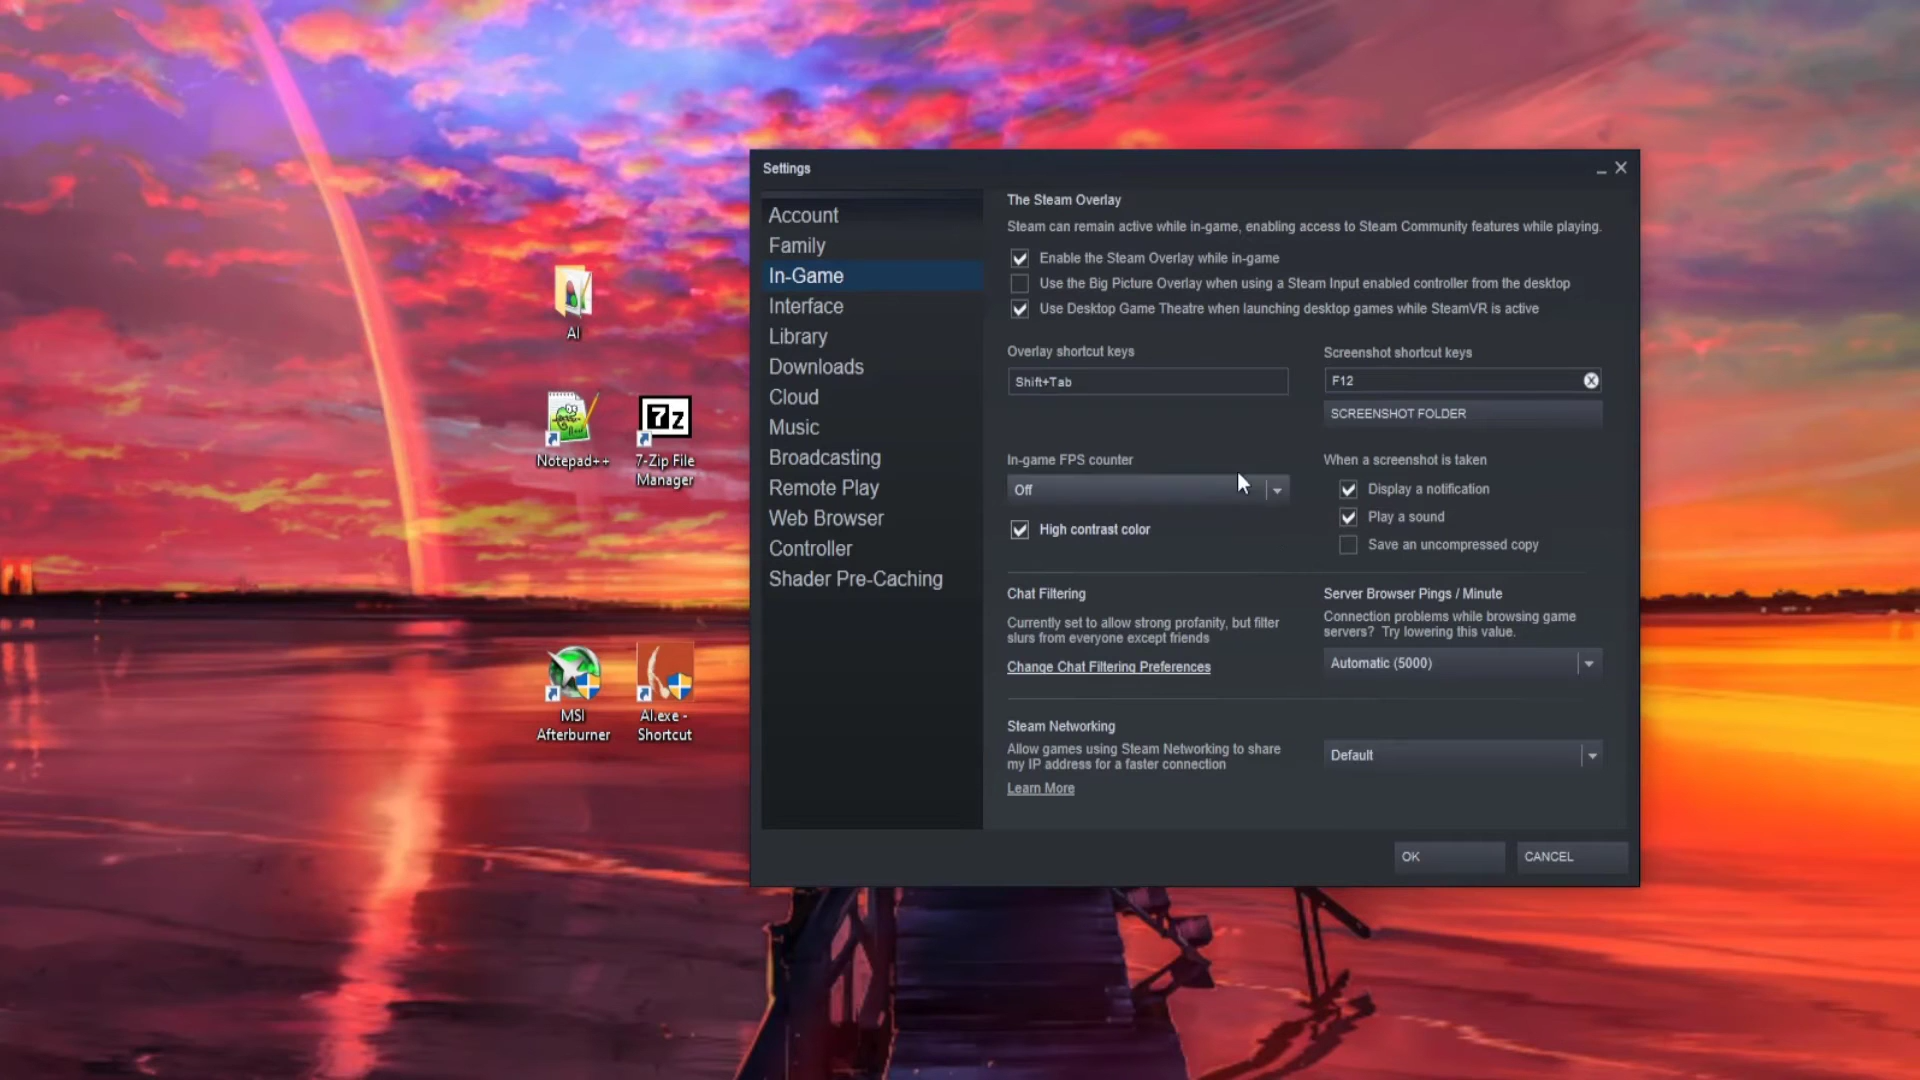 Settings
Account
Family
In-Game
Interface
Library
Downloads
Cloud
Music
Broadcasting
Remote Play
Web Browser
Controller
Shader Pre-Caching
The Steam Overlay
Steam can remain active while in-game, enabling access to Steam Community features while playing.
Enable the Steam Overlay while in-game
Use the Big Picture Overlay when using a Steam Input enabled controller from the desktop
Use Desktop Game Theatre when launching desktop games while SteamVR is active
Overlay shortcut keys
Shift+Tab
Screenshot shortcut keys
F12
SCREENSHOT FOLDER
In-game FPS counter
Off
High contrast color
When a screenshot is taken
Display a notification
Play a sound
Save an uncompressed copy
Chat Filtering
Currently set to allow strong profanity, but filter
slurs from everyone except friends
Change Chat Filtering Preferences
Server Browser Pings / Minute
Connection problems while browsing game
servers? Try lowering this value.
Automatic (5000)
Steam Networking
Allow games using Steam Networking to share
my IP address for a faster connection
Learn More
Default
OK
CANCEL
AI
Notepad++
7z
7-Zip File
Manager
MSI
Afterburner
AI.exe -
Shortcut